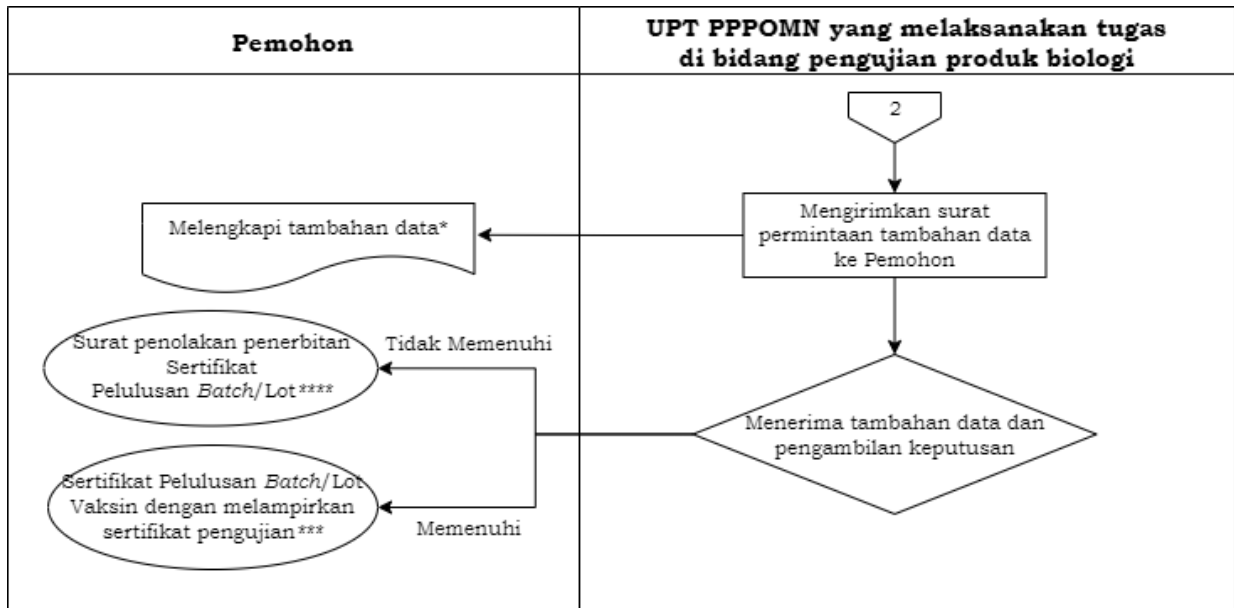 Pemohon
UPT PPPOMN yang melaksanakan tugas
di bidang pengujian produk biologi
2
Mengirimkan surat
permintaan tambahan data
ke Pemohon
Melengkapi tambahan data*
Surat penolakan penerbitan
Sertifikat
Pelulusan Batch/Lot****
Tidak Memenuhi
Menerima tambahan data dan
pengambilan keputusan
Sertifikat Pelulusan Batch/Lot
Vaksin dengan melampirkan
sertifikat pengujian***
Memenuhi